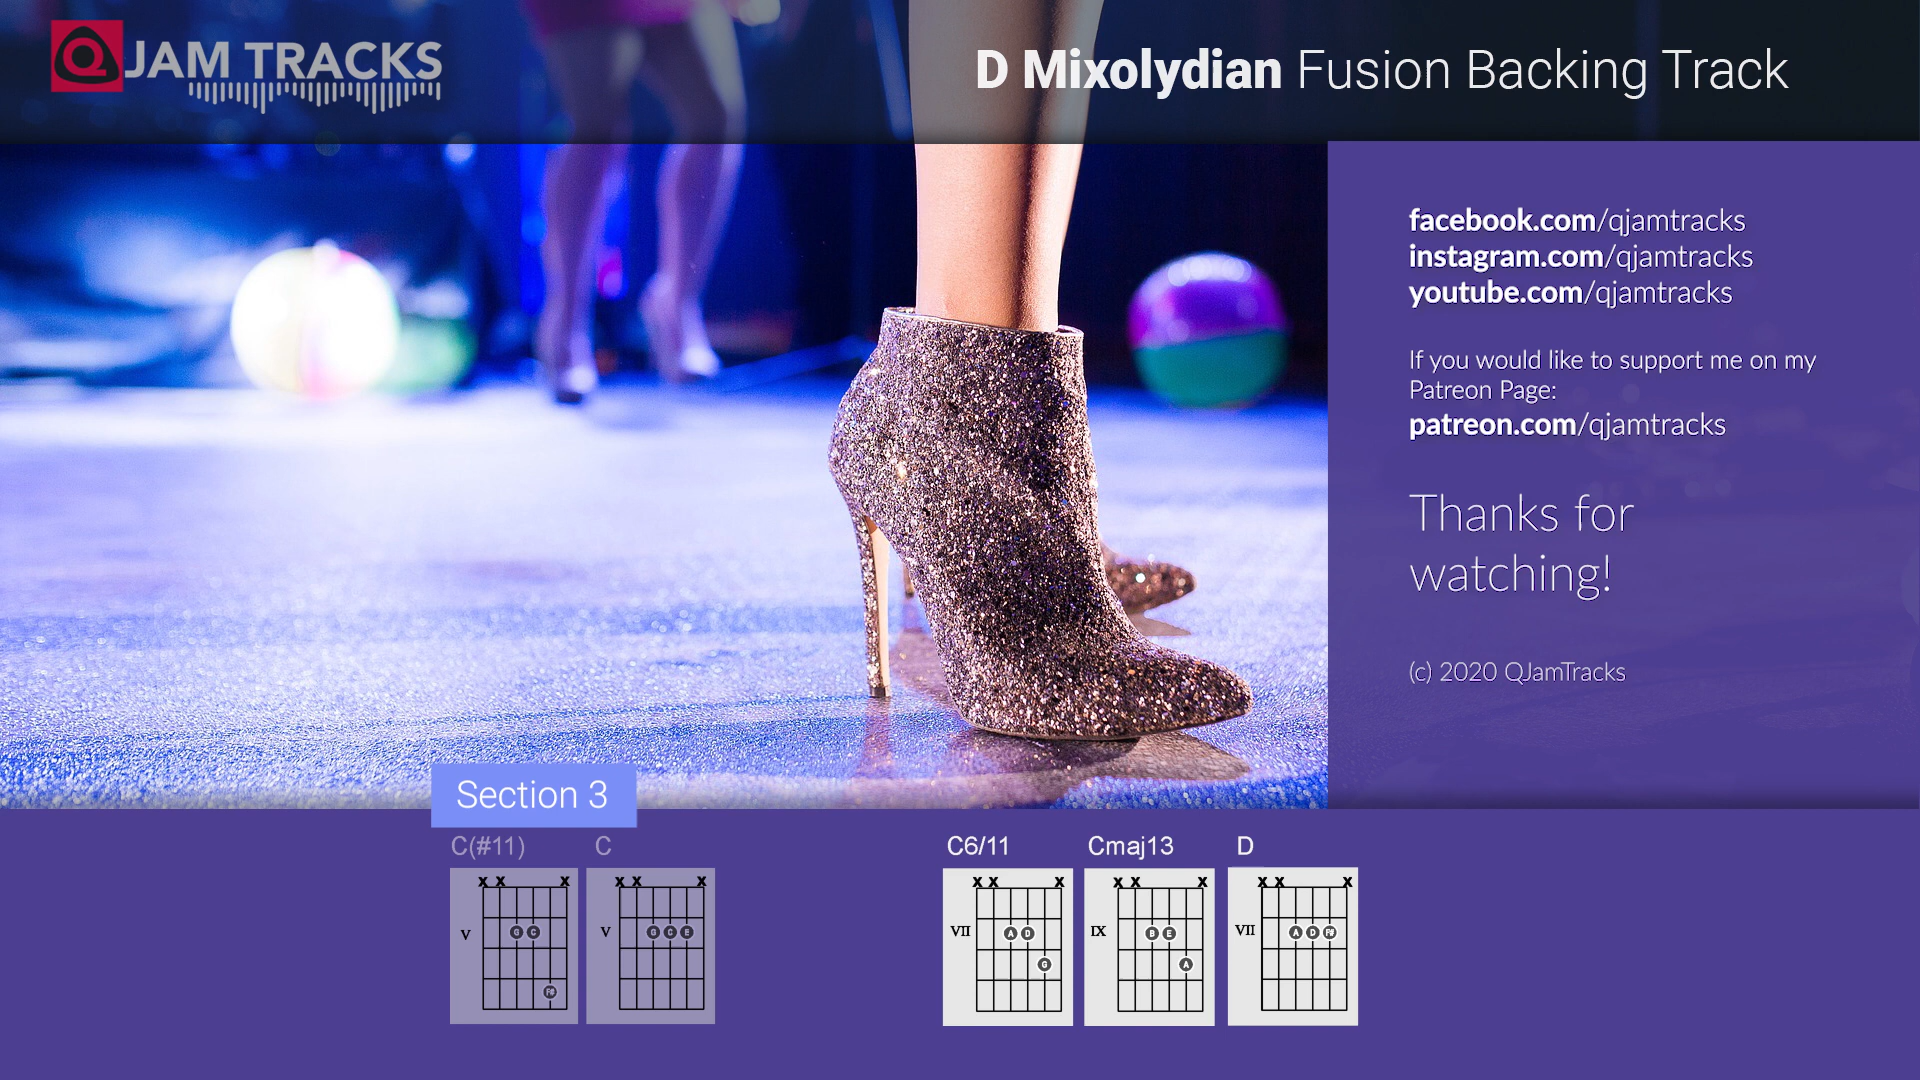 Q JAM TRACKS
D Mixolydian Fusion Backing Track
facebook.com/qjamtracks
instagram.com/qjamtracks
youtube.com/qjamtracks
If you would like to support me on my
Patreon Page:
patreon.com/qjamtracks
Thanks for
watching!
(c) 2020 QJamTracks
Section 3
C(#11) C C6/11 Cmaj13 D
x x x x x x x x x x x x x x x
V G C V G C E VII A D IX B E VII A D F#
G A
F#